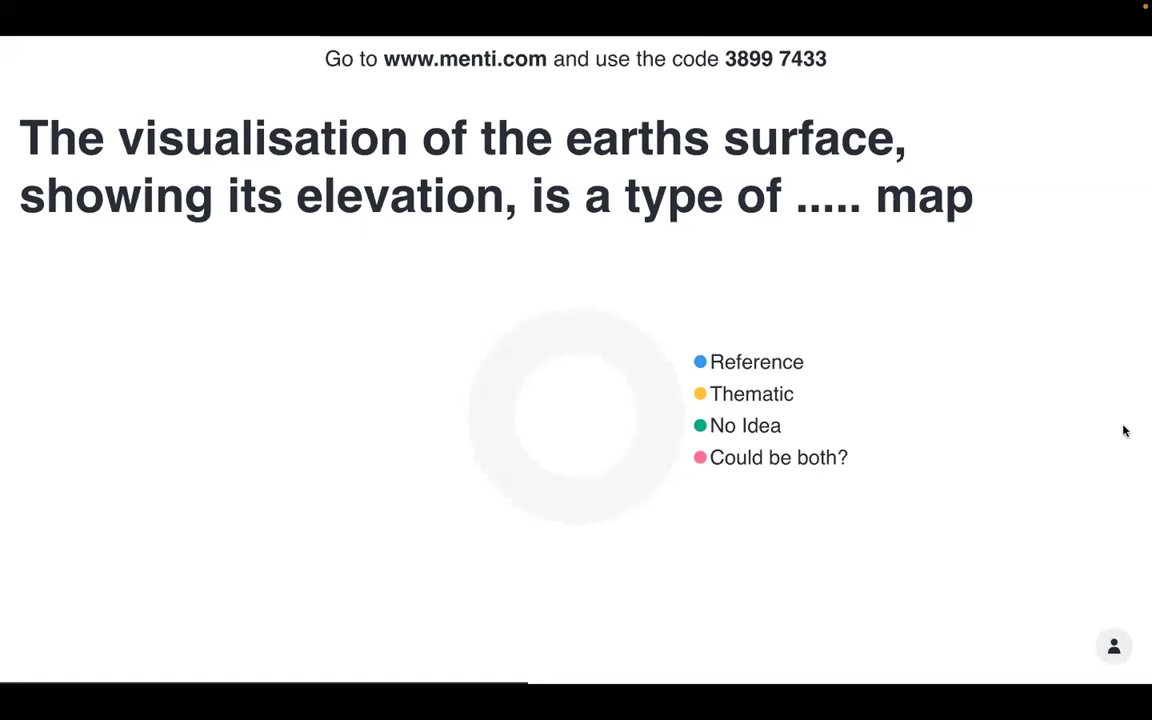 Go to www.menti.com and use the code 3899 7433
The visualisation of the earths surface,
showing its elevation, is a type of ..... map
Reference
Thematic
No Idea
Could be both?